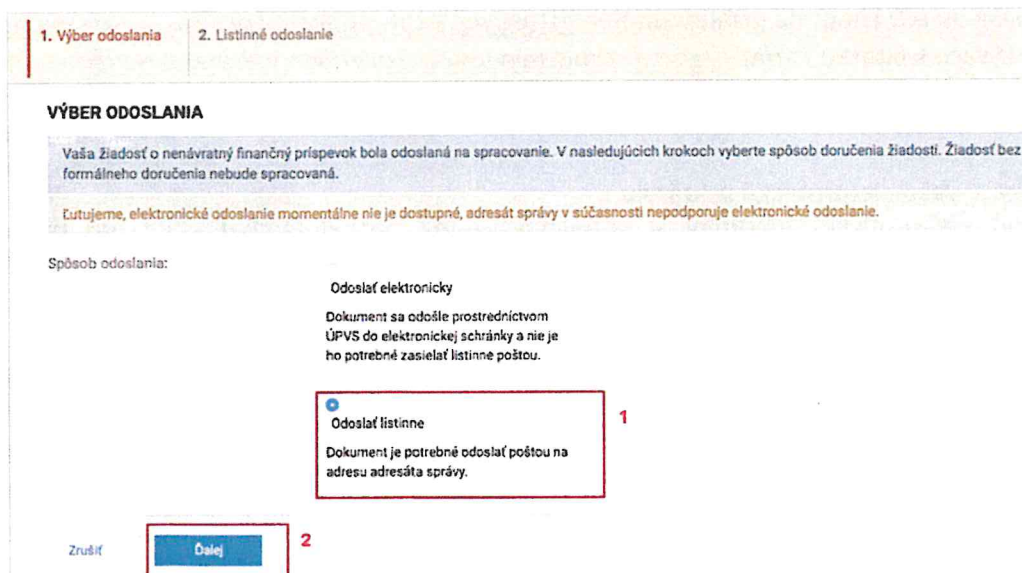 1. Výber odoslania
2. Listinné odoslanie
VÝBER ODOSLANIA
Vaša žiadosť o nenávratný finančný príspevok bola odoslaná na spracovanie. V nasledujúcich krokoch vyberte spôsob doručenia žiadosti. Žiadosť bez
formálneho doručenia nebude spracovaná.
Ľutujeme, elektronické odoslanie momentálne nie je dostupné, adresát správy v súčasnosti nepodporuje elektronické odoslanie.
Spôsob odoslania:
Odoslať elektronicky
Dokument sa odošle prostredníctvom
ÚPVS do elektronickej schránky a nie je
ho potrebné zasielať listinne poštou.
Odoslať listinne
1
Dokument je potrebné odoslať poštou na
adresu adresáta správy.
Zrušiť
Ďalej
2